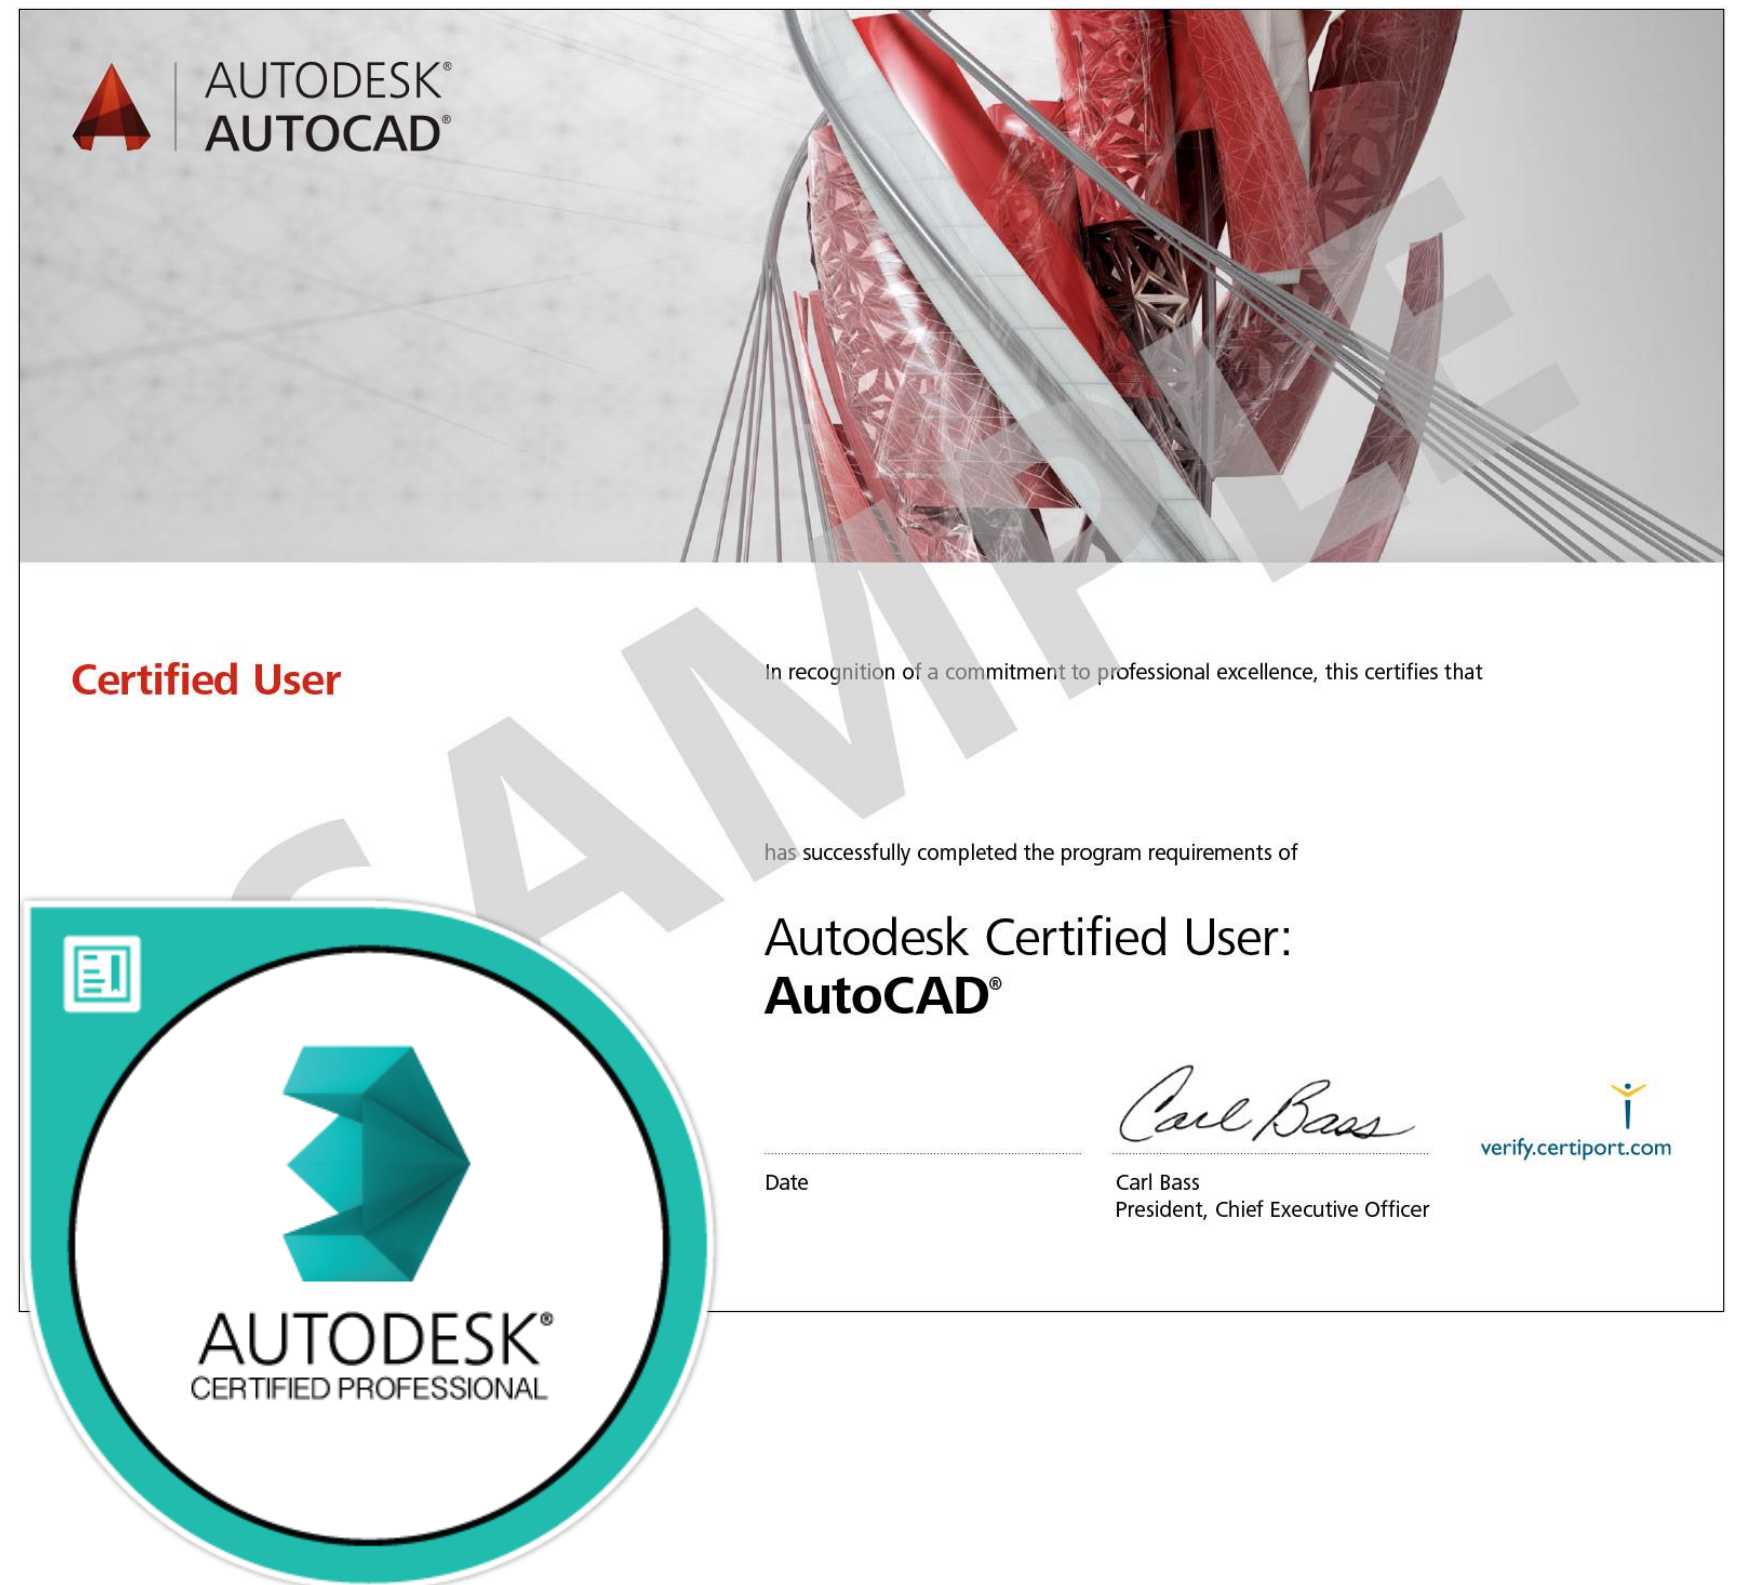 AUTODESK®
AUTOCAD®
SAMPLE
Certified User
In recognition of a commitment to professional excellence, this certifies that
has successfully completed the program requirements of
Autodesk Certified User:
AutoCAD®
Carl Bass
verify.certiport.com
Date
Carl Bass
President, Chief Executive Officer
AUTODESK®
CERTIFIED PROFESSIONAL